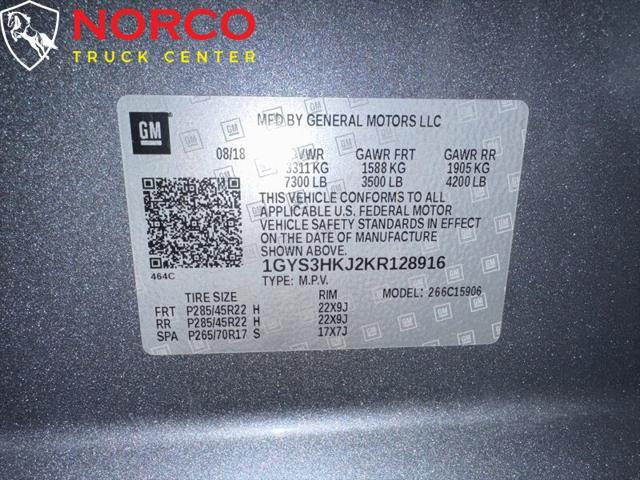 NORCO
TRUCK CENTER
GM
MFD BY GENERAL MOTORS LLC
08/18 GVWR GAWR FRT GAWR RR
3311 KG 1588 KG 1905 KG
7300 LB 3500 LB 4200 LB
THIS VEHICLE CONFORMS TO ALL
APPLICABLE U.S. FEDERAL MOTOR
VEHICLE SAFETY STANDARDS IN EFFECT
ON THE DATE OF MANUFACTURE SHOWN
ABOVE.
1GYS3HKJ2KR128916
464C
TYPE: M.P.V.
TIRE SIZE RIM MODEL: 266C15906
FRT P285/45R22 H 22X9J
RR P285/45R22 H 22X9J
SPA P265/70R17 S 17X7J